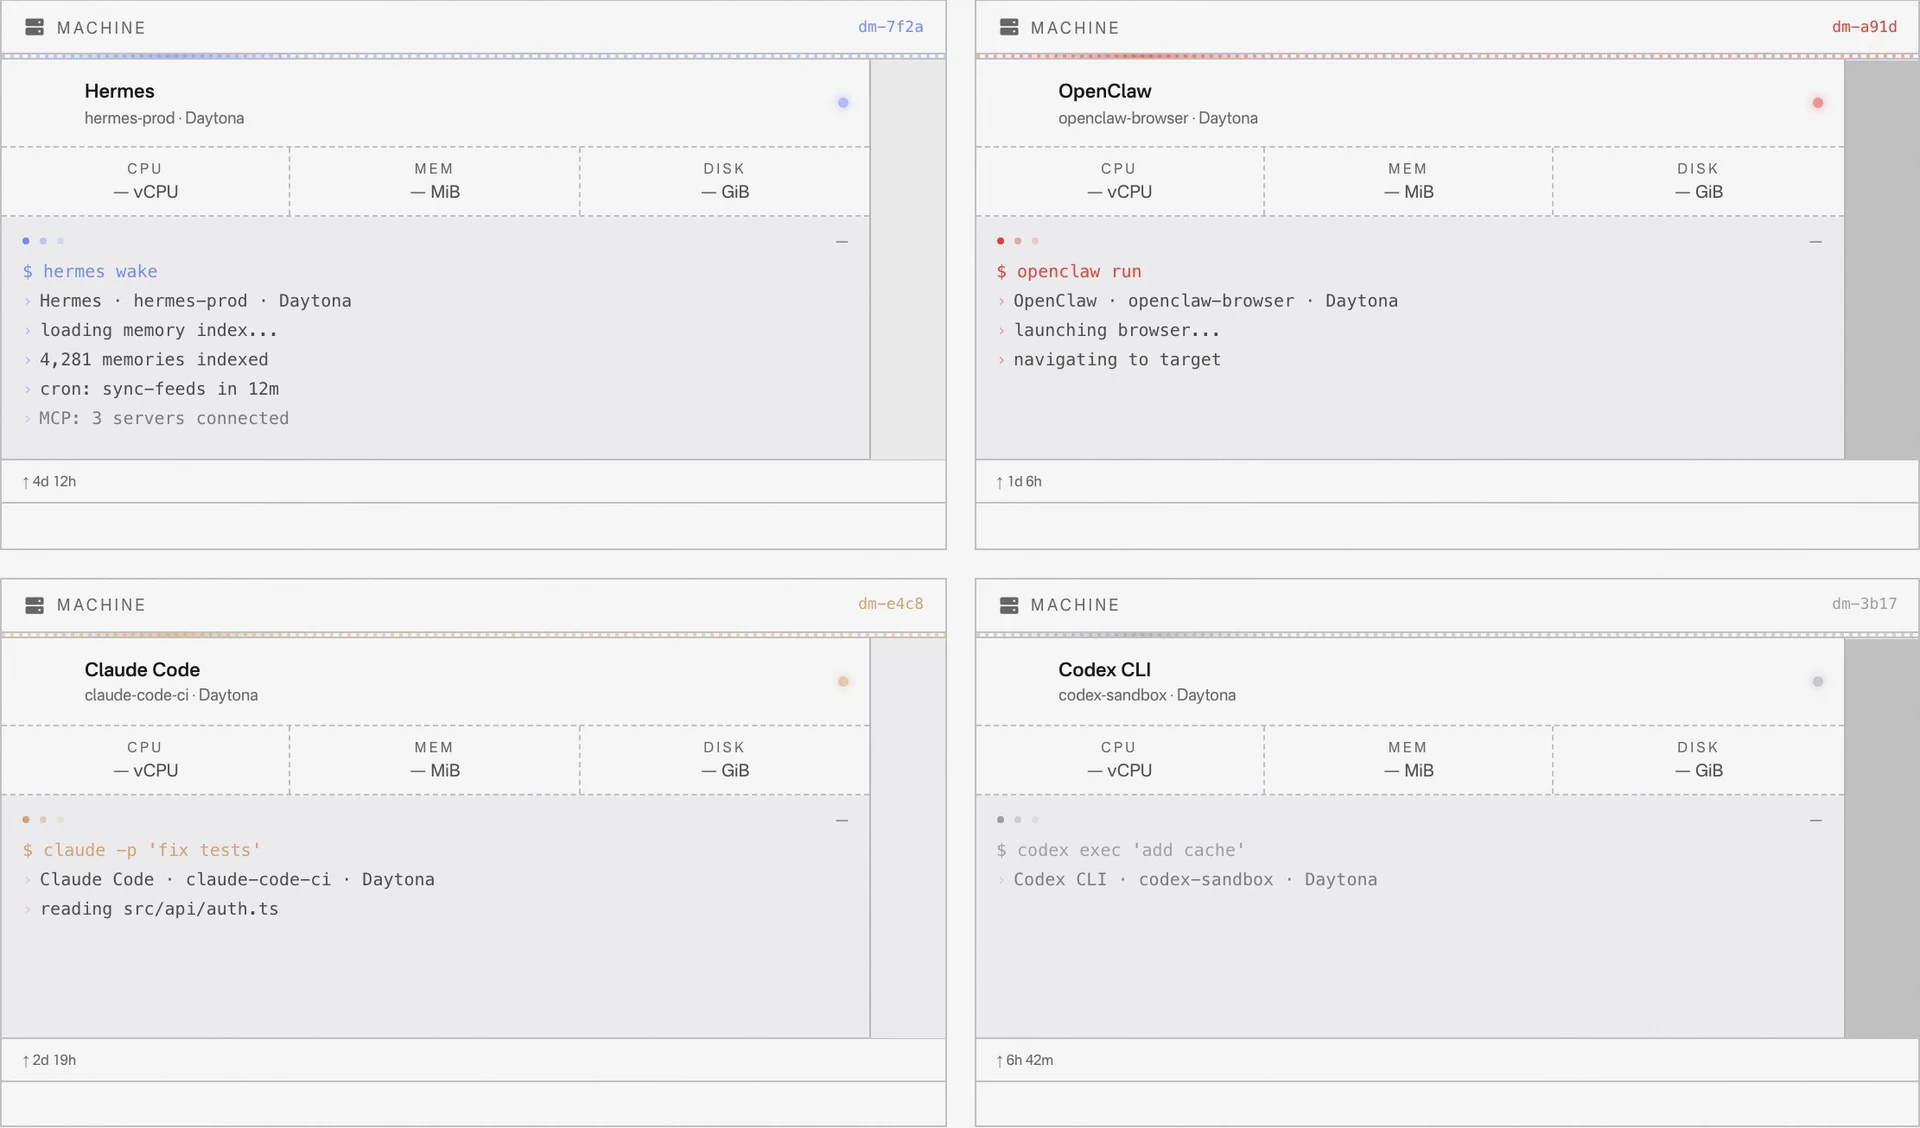 MACHINE dm-7f2a
Hermes
hermes-prod · Daytona
CPU MEM DISK
— vCPU — MiB — GiB
$ hermes wake
› Hermes · hermes-prod · Daytona
› loading memory index...
› 4,281 memories indexed
› cron: sync-feeds in 12m
› MCP: 3 servers connected
↑ 4d 12h
MACHINE dm-a91d
OpenClaw
openclaw-browser · Daytona
CPU MEM DISK
— vCPU — MiB — GiB
$ openclaw run
› OpenClaw · openclaw-browser · Daytona
› launching browser...
› navigating to target
↑ 1d 6h
MACHINE dm-e4c8
Claude Code
claude-code-ci · Daytona
CPU MEM DISK
— vCPU — MiB — GiB
$ claude -p 'fix tests'
› Claude Code · claude-code-ci · Daytona
› reading src/api/auth.ts
↑ 2d 19h
MACHINE dm-3b17
Codex CLI
codex-sandbox · Daytona
CPU MEM DISK
— vCPU — MiB — GiB
$ codex exec 'add cache'
› Codex CLI · codex-sandbox · Daytona
↑ 6h 42m